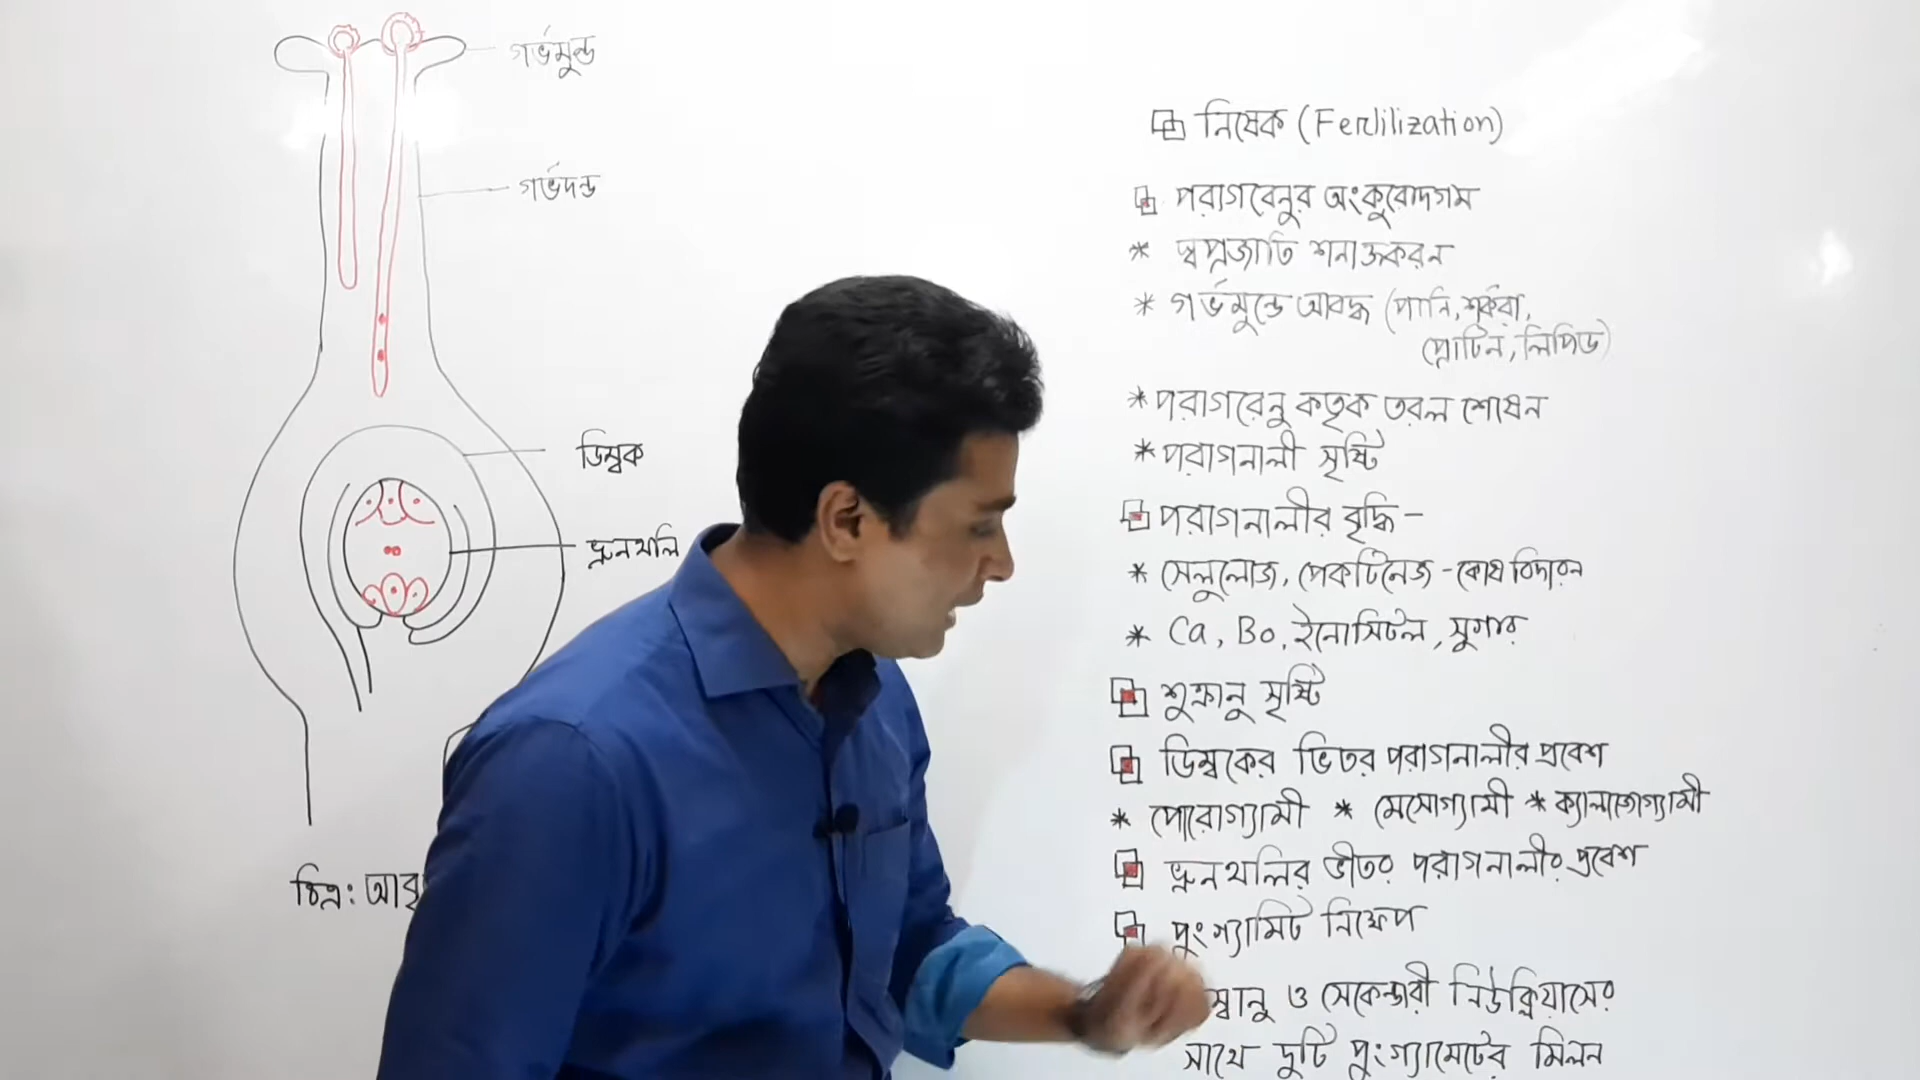 গর্ভমুন্ড
গর্ভদন্ড
ডিম্বক
ভ্রুনথলি
চিত্র: আবৃ
নিষেক (Fertilization)
পরাগরেনুর অংকুরোদগম
* স্বপ্রজাতি শনাক্তকরন
* গর্ভমুন্ডে আবদ্ধ (পানি, শর্করা,
প্রোটিন, লিপিড)
* পরাগরেনু কতৃক তরল শোষন
* পরাগনালী সৃষ্টি
পরাগনালীর বৃদ্ধি -
* সেলুলোজ, পেকটিনেজ - কোষ বিদারন
* Ca, Bo, ইনোসিটল, সুগার
শুক্রানু সৃষ্টি
ডিম্বকের ভিতর পরাগনালীর প্রবেশ
* পোরোগ্যামী * মেসোগ্যামী * ক্যালাজোগ্যামী
ভ্রুনথলির ভীতর পরাগনালীর প্রবেশ
পুংগ্যামিট নিক্ষেপ
ম্বানু ও সেকেন্ডারী নিউক্লিয়াসের
সাথে দুটি পুংগ্যামেটের মিলন